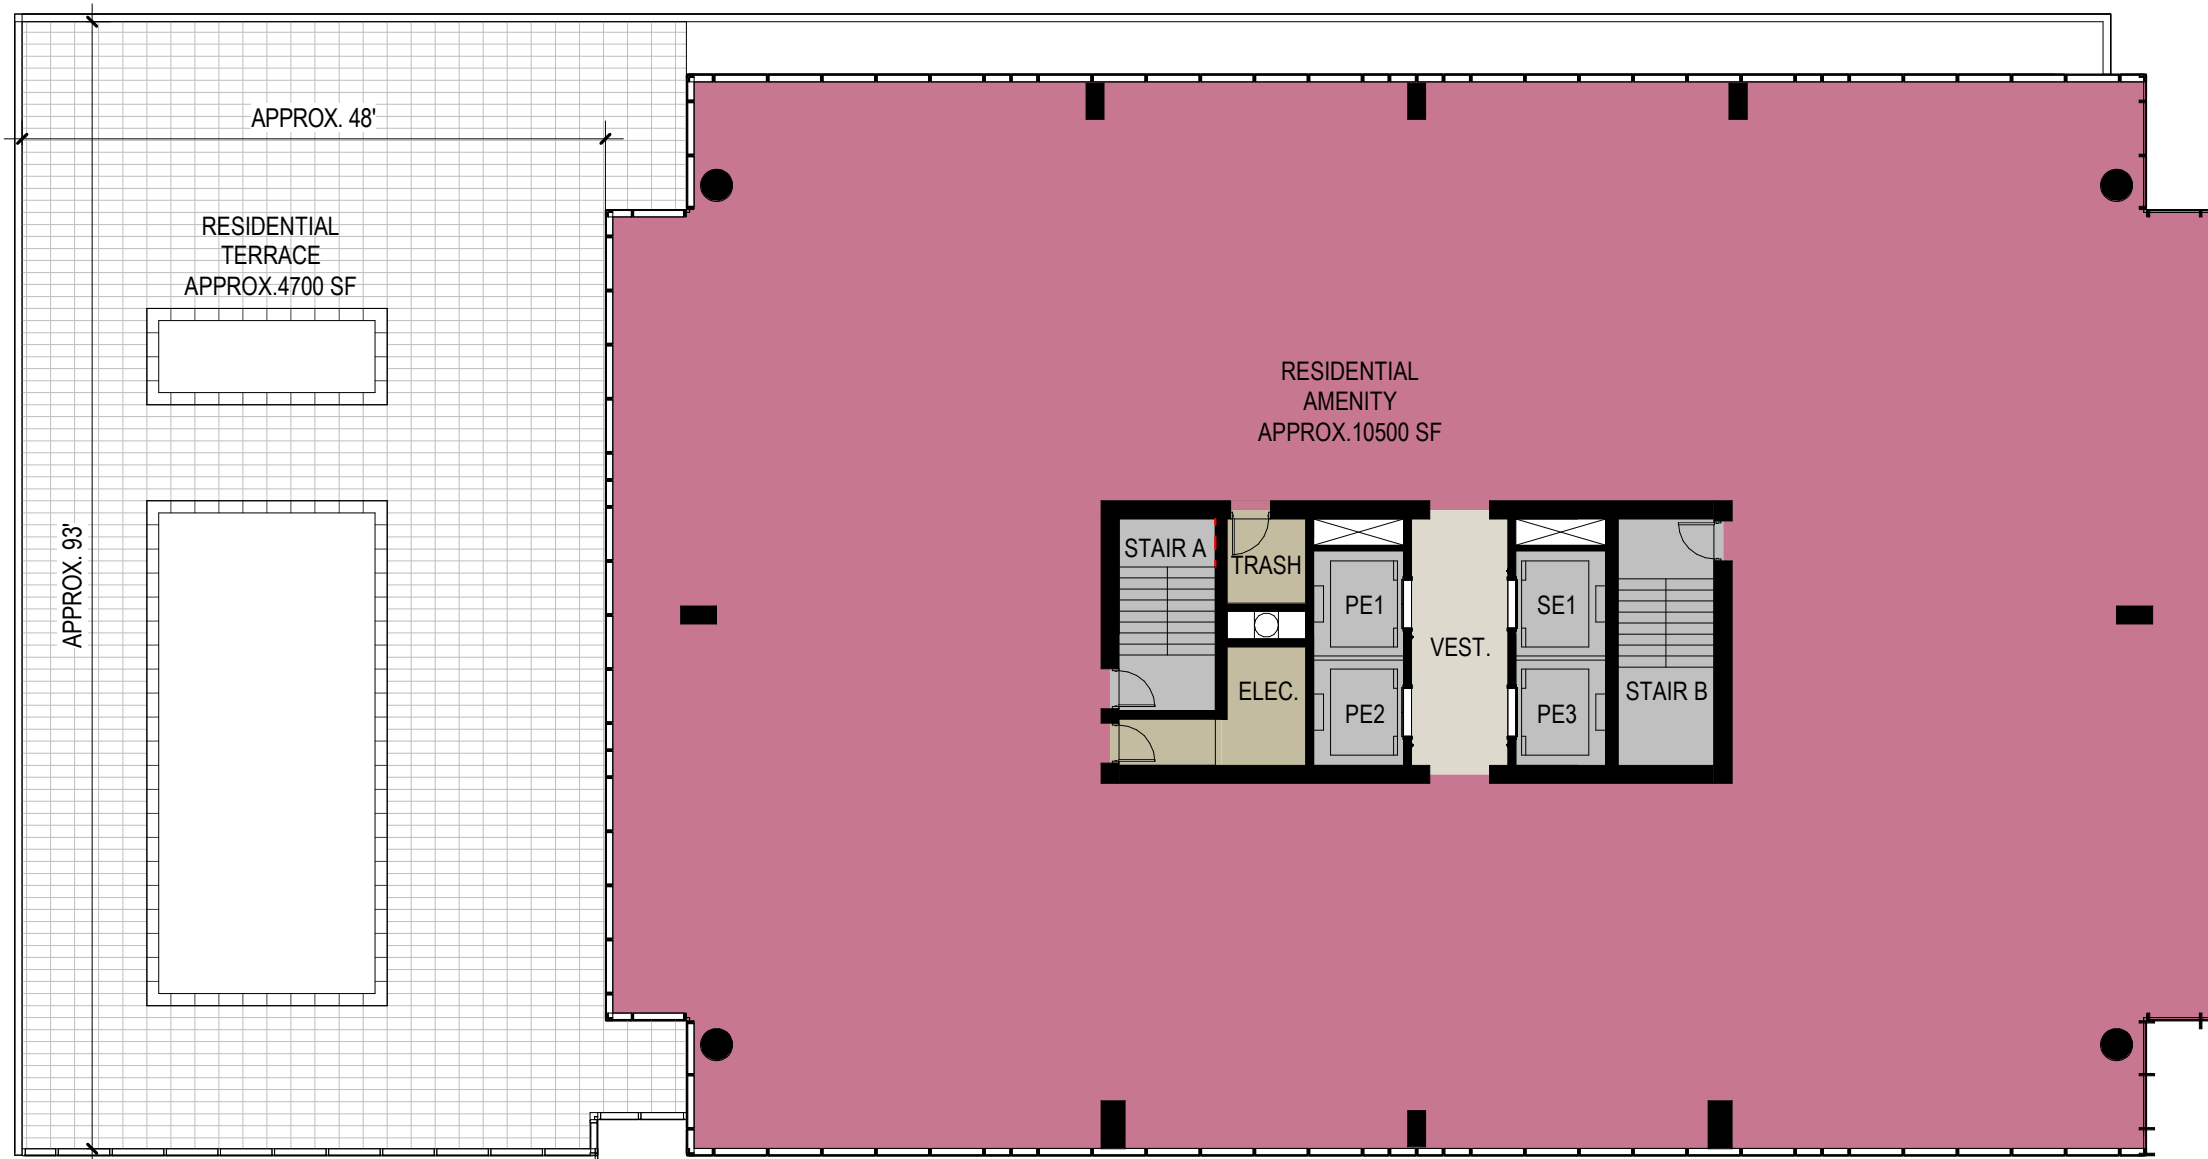 APPROX. 48'
RESIDENTIAL
TERRACE
APPROX.4700 SF
APPROX. 93'
RESIDENTIAL
AMENITY
APPROX.10500 SF
STAIR A
TRASH
PE1
SE1
VEST.
ELEC.
PE2
PE3
STAIR B